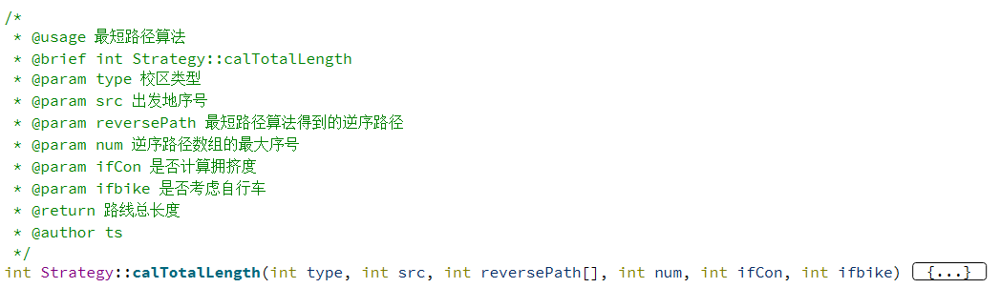 /*
 * @usage 最短路径算法
 * @brief int Strategy::calTotalLength
 * @param type 校区类型
 * @param src 出发地序号
 * @param reversePath 最短路径算法得到的逆序路径
 * @param num 逆序路径数组的最大序号
 * @param ifCon 是否计算拥挤度
 * @param ifbike 是否考虑自行车
 * @return 路线总长度
 * @author ts
 */
int Strategy::calTotalLength(int type, int src, int reversePath[], int num, int ifCon, int ifbike) {...}